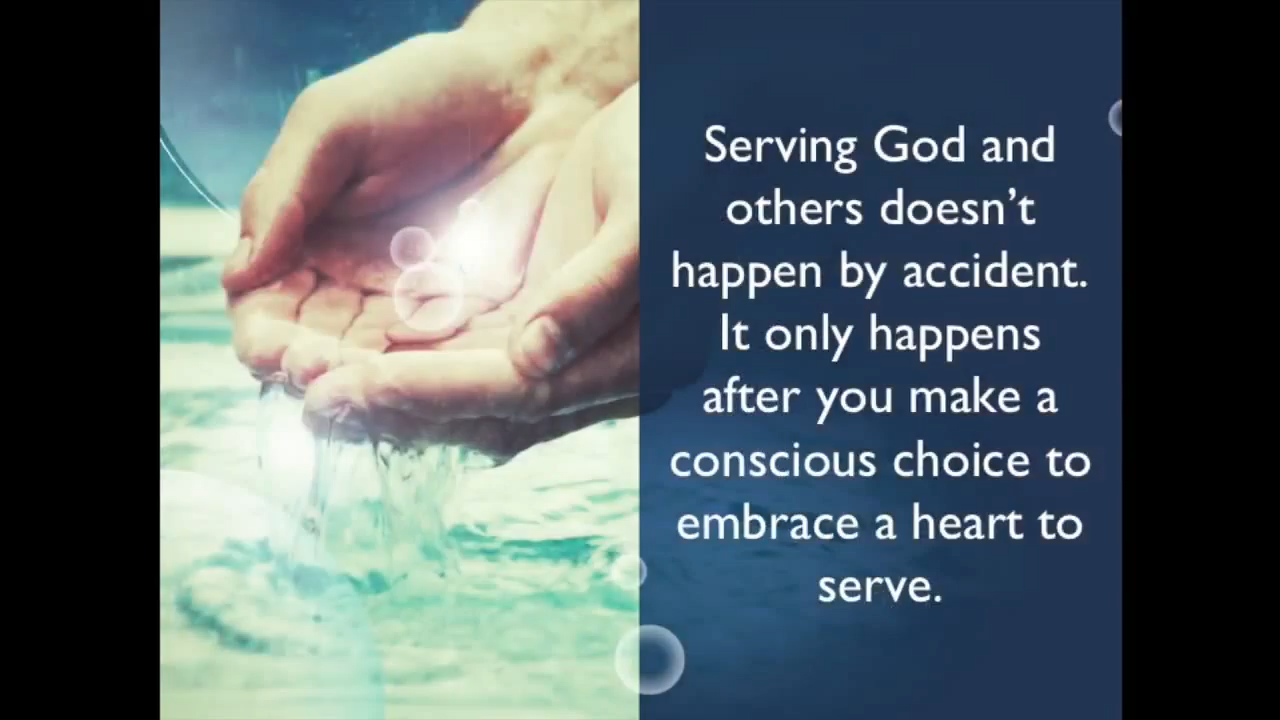 Serving God and
others doesn’t
happen by accident.
It only happens
after you make a
conscious choice to
embrace a heart to
serve.